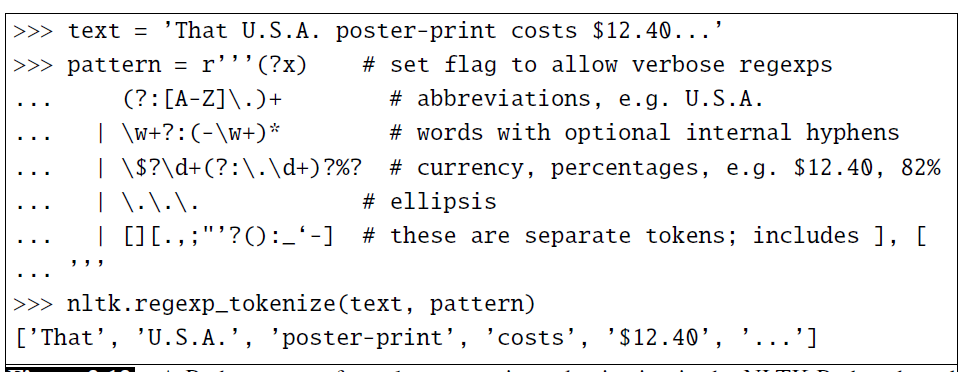 >>> text = ’That U.S.A. poster-print costs $12.40...’
>>> pattern = r’’’(?x)    # set flag to allow verbose regexps
...     (?:[A-Z]\.)+        # abbreviations, e.g. U.S.A.
...   | \w+?:(-\w+)*        # words with optional internal hyphens
...   | \$?\d+(?:\.\d+)?%?  # currency, percentages, e.g. $12.40, 82%
...   | \.\.\.            # ellipsis
...   | [][.,;"’?():_‘-]  # these are separate tokens; includes ], [
... ’’’
>>> nltk.regexp_tokenize(text, pattern)
[’That’, ’U.S.A.’, ’poster-print’, ’costs’, ’$12.40’, ’...’]